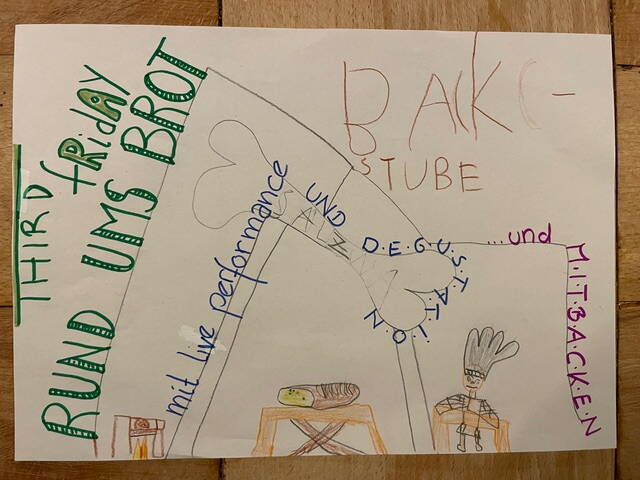 THIRD
fRidAY
RUND UMS BROT
mit live performance
UND
D.E.G.U.S.T.A.T.I.O.N
BACK-
STUBE
...und
M.I.T.B.A.C.K.E.N